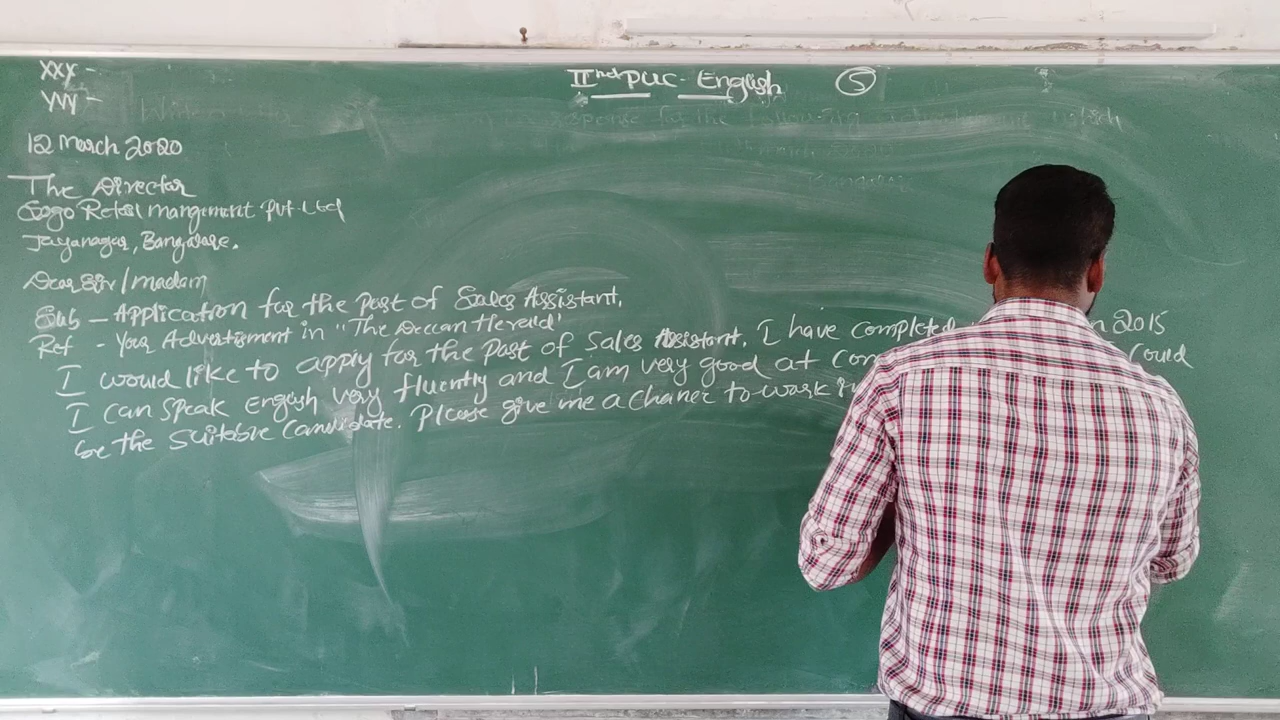 IInd PUC - English 5
XXX -
YYY -
12 March 2020
The Director
Gogo Retail mangement pvt Ltd
Jayanagar, Bangalore.
Dear Sir/madam
Sub - Application for the Post of Sales Assistant.
Ref - Your Advertisment in "The Deccan Herald"
I would like to apply for the Post of Sales Assistant. I have completed 2015
I can speak English very fluently and I am very good at could
be the suitable candidate. Please give me a chance to work